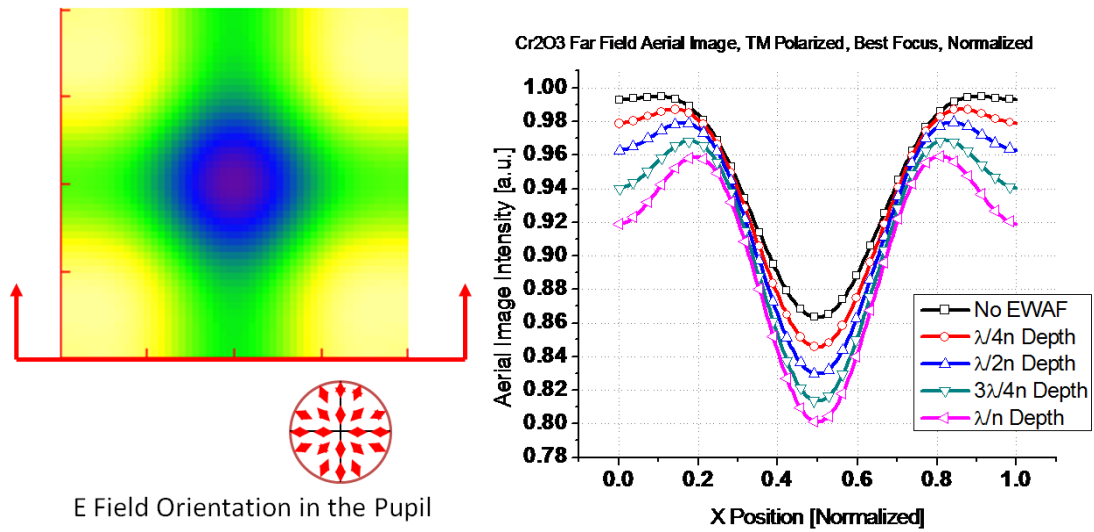 Cr2O3 Far Field Aerial Image, TM Polarized, Best Focus, Normalized
1.00
0.98
0.96
0.94
0.92
0.90
0.88
0.86
0.84
0.82
0.80
0.78
Aerial Image Intensity [a.u.]
No EWAF
λ/4n Depth
λ/2n Depth
3λ/4n Depth
λ/n Depth
0.0 0.2 0.4 0.6 0.8 1.0
X Position [Normalized]
E Field Orientation in the Pupil